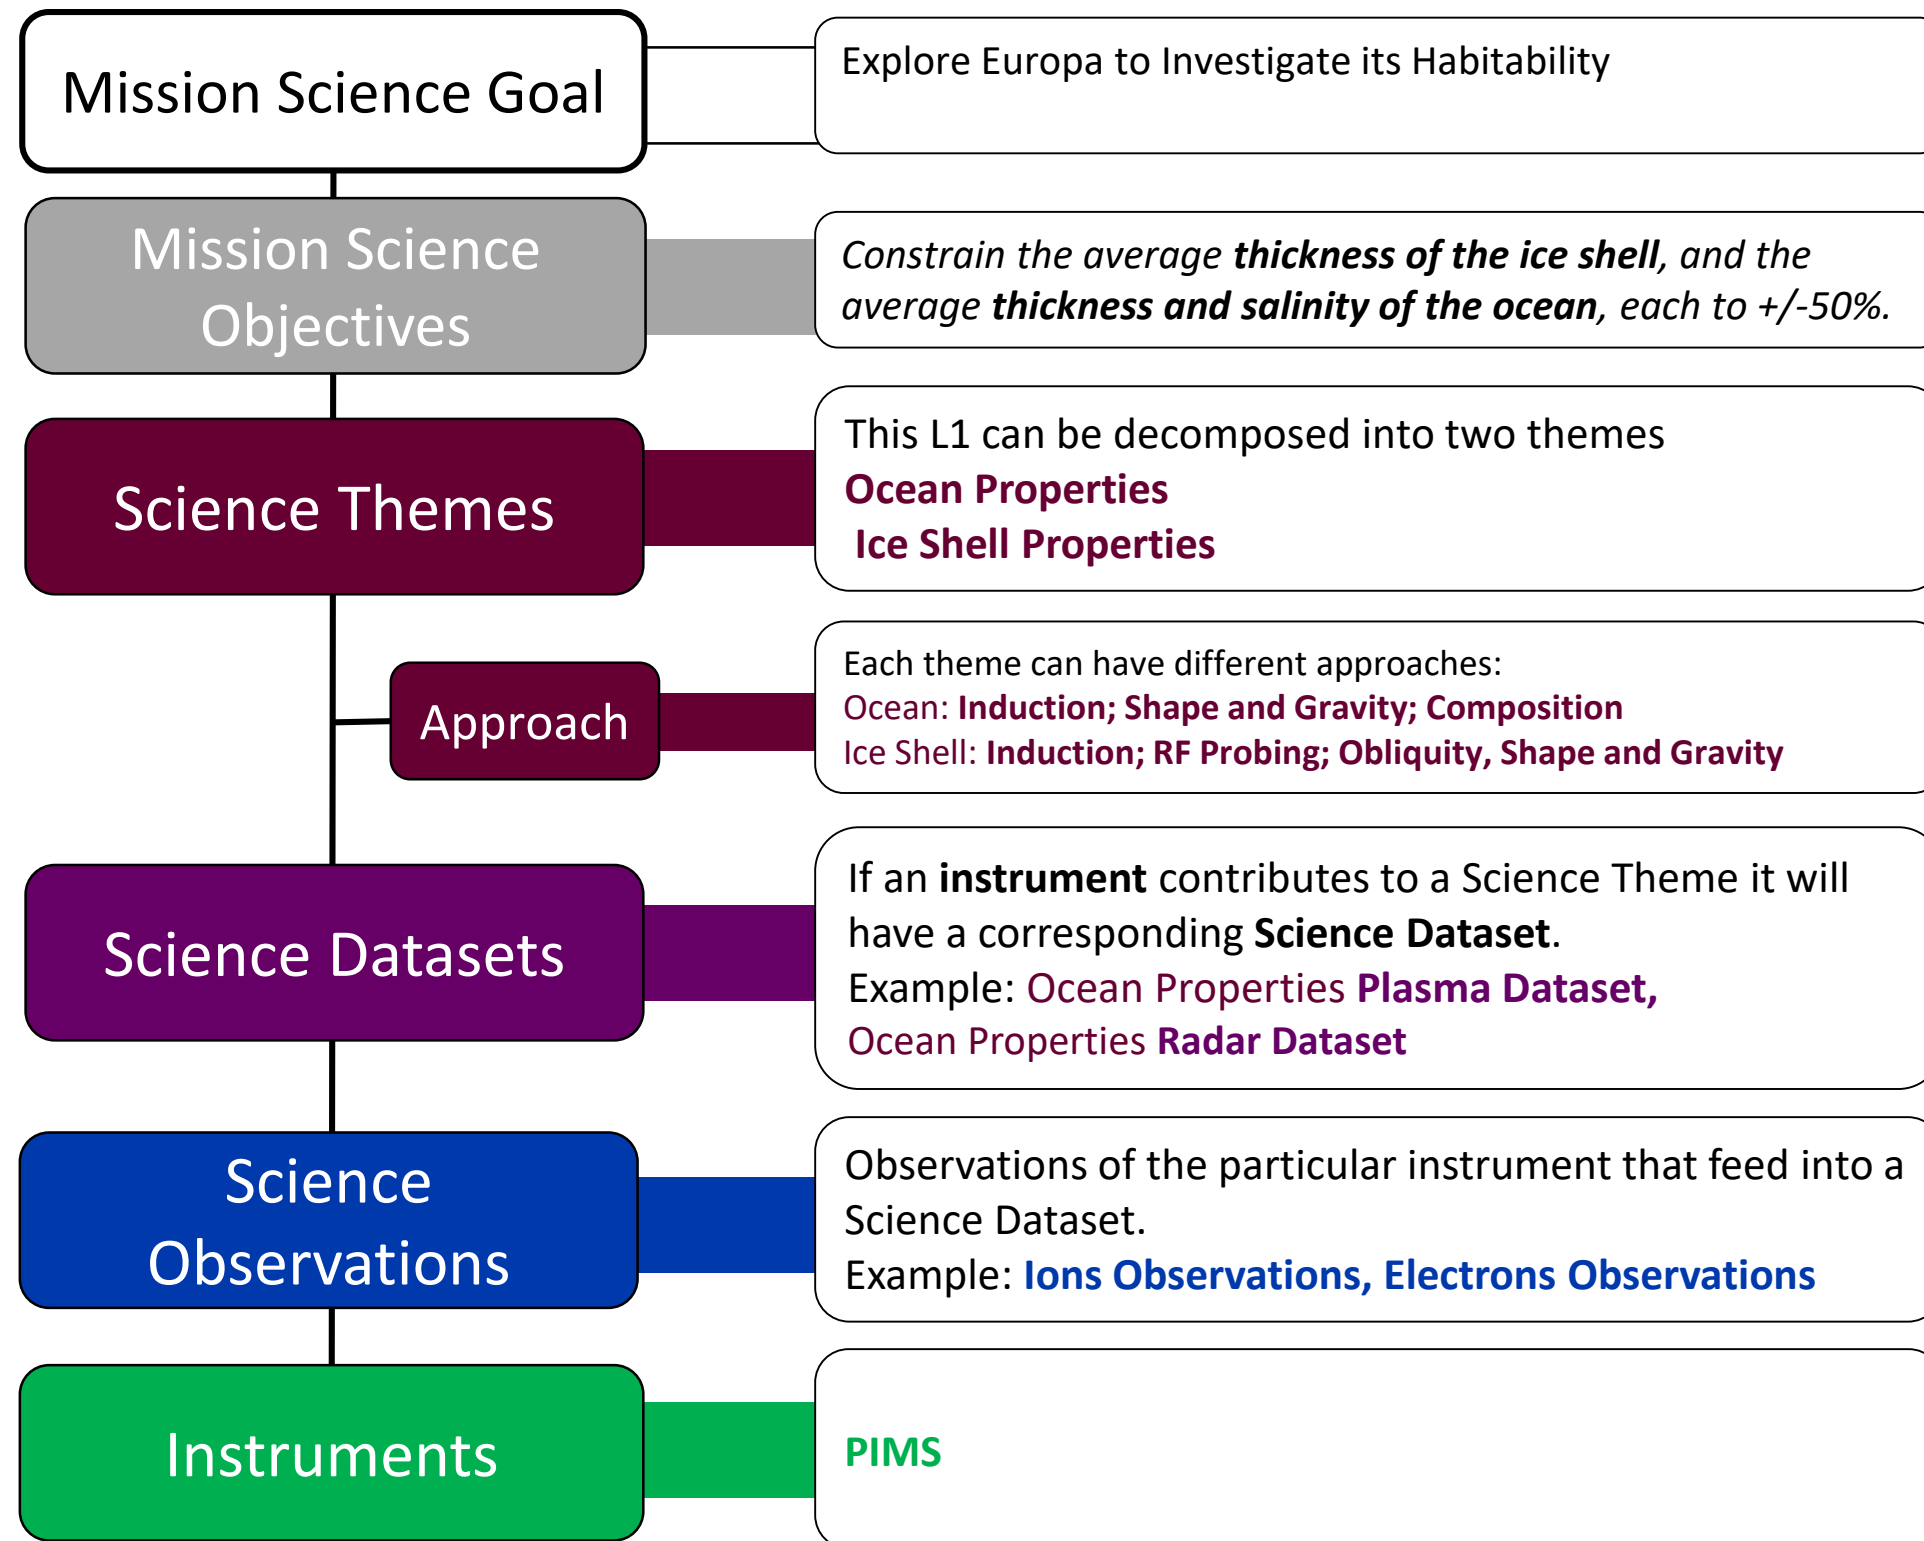 Mission Science Goal
Explore Europa to Investigate its Habitability
Mission Science
Objectives
Constrain the average thickness of the ice shell, and the
average thickness and salinity of the ocean, each to +/-50%.
Science Themes
This L1 can be decomposed into two themes
Ocean Properties
Ice Shell Properties
Approach
Each theme can have different approaches:
Ocean: Induction; Shape and Gravity; Composition
Ice Shell: Induction; RF Probing; Obliquity, Shape and Gravity
Science Datasets
If an instrument contributes to a Science Theme it will
have a corresponding Science Dataset.
Example: Ocean Properties Plasma Dataset,
Ocean Properties Radar Dataset
Science
Observations
Observations of the particular instrument that feed into a
Science Dataset.
Example: Ions Observations, Electrons Observations
Instruments
PIMS